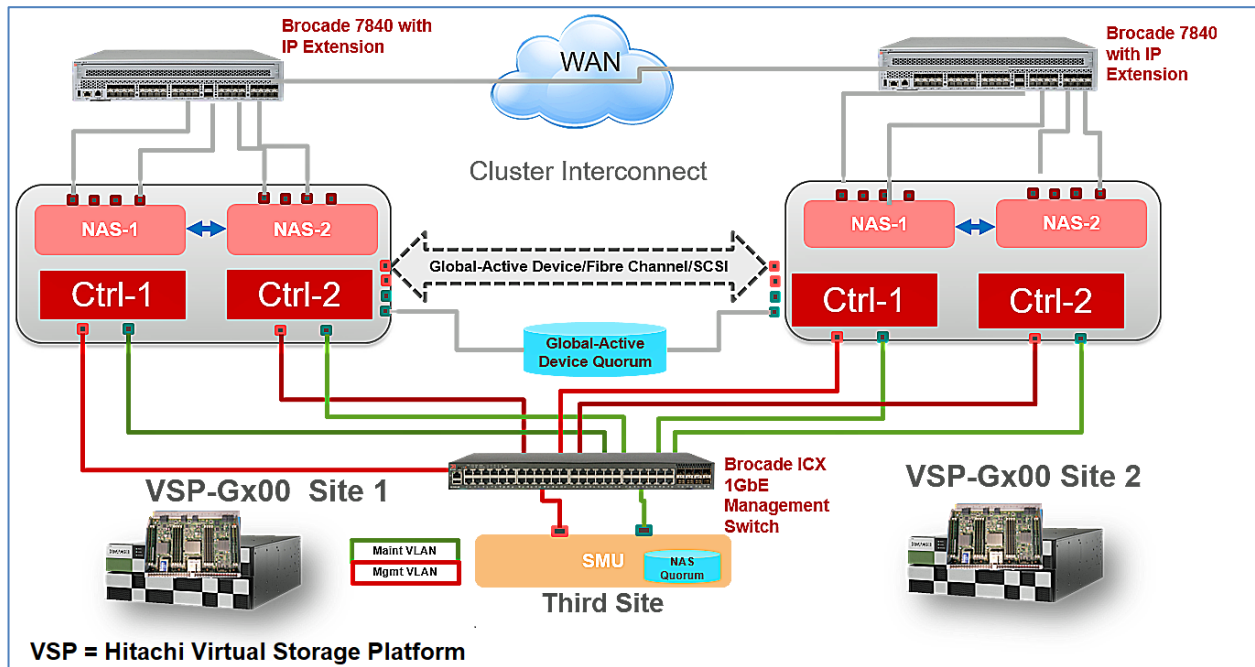 Brocade 7840 with
IP Extension
WAN
Brocade 7840
with IP
Extension
Cluster Interconnect
NAS-1
NAS-2
NAS-1
NAS-2
Global-Active Device/Fibre Channel/SCSI
Ctrl-1
Ctrl-2
Ctrl-1
Ctrl-2
Global-Active
Device Quorum
Brocade ICX
1GbE
Management
Switch
VSP-Gx00 Site 1
VSP-Gx00 Site 2
Maint VLAN
Mgmt VLAN
SMU
NAS
Quorum
Third Site
VSP = Hitachi Virtual Storage Platform